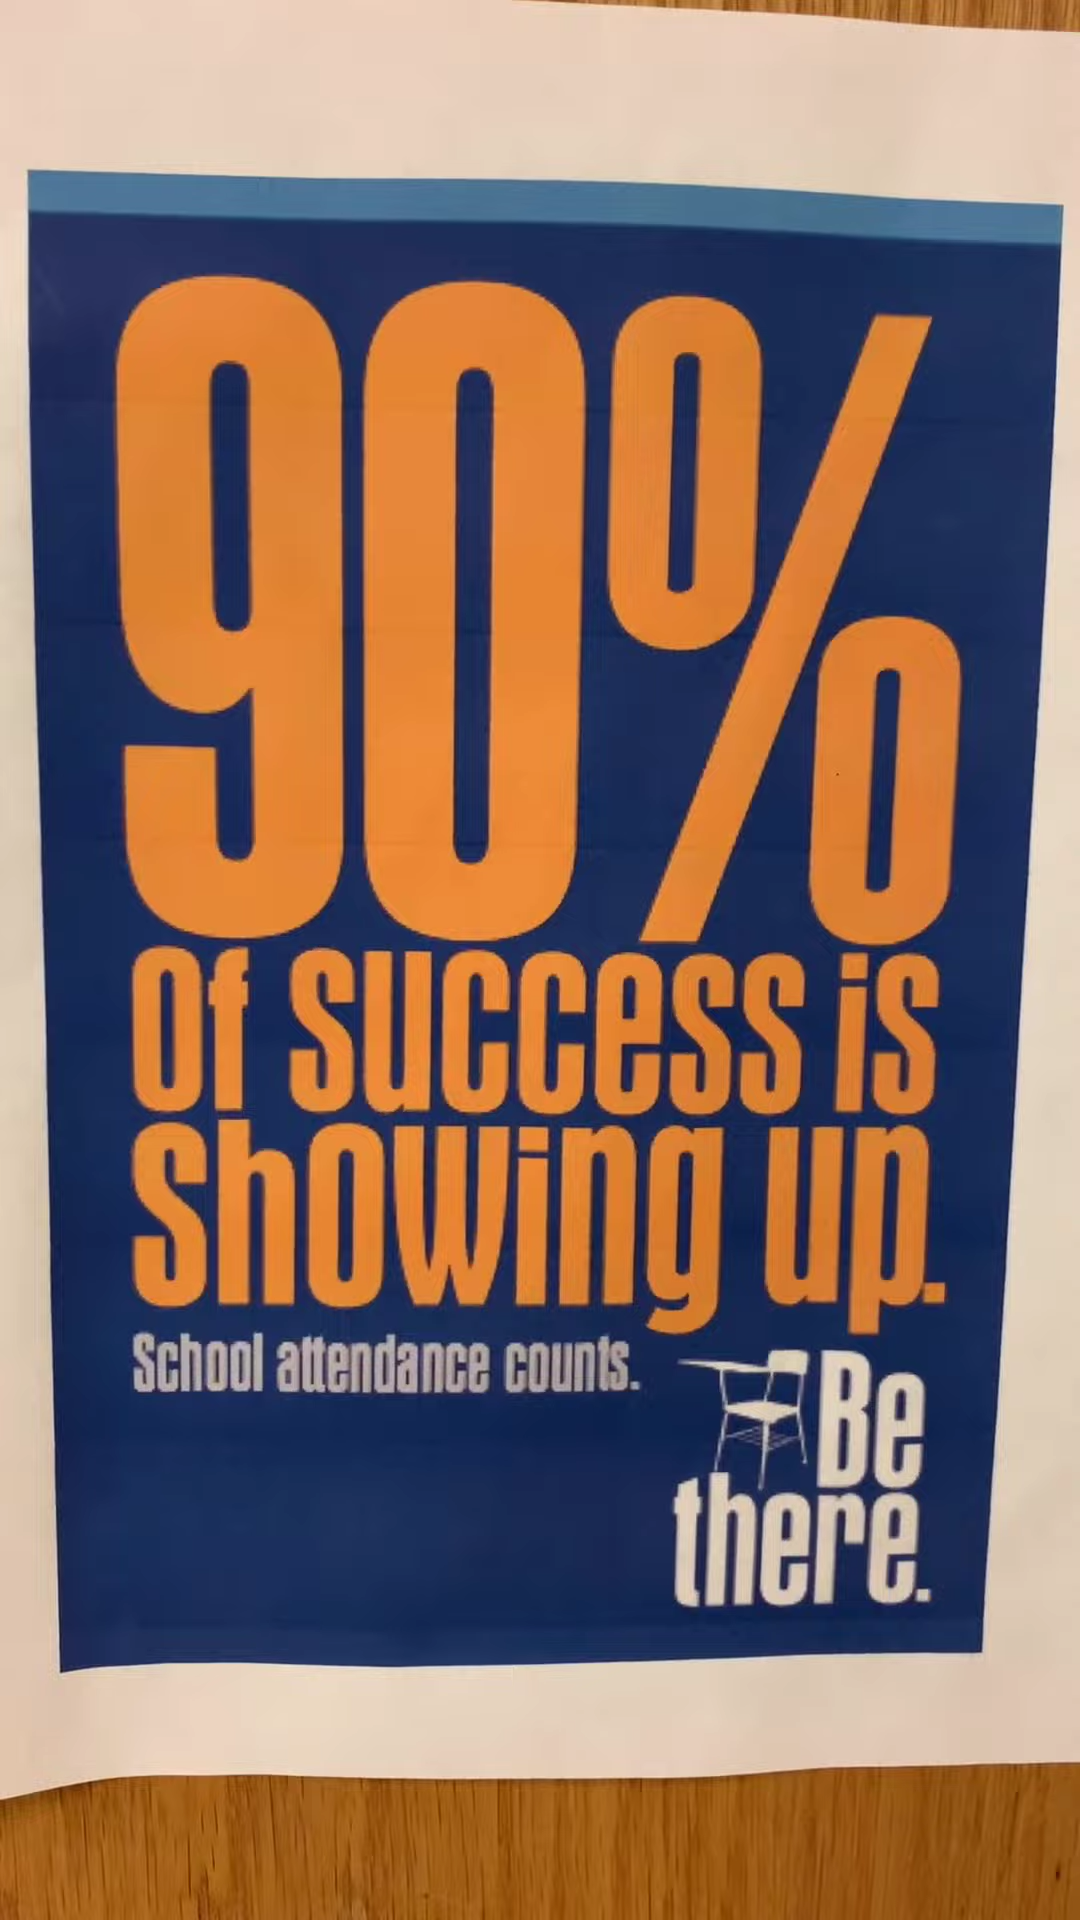 90%
Of success is
Showing up.
School attendance counts.
Be
there.